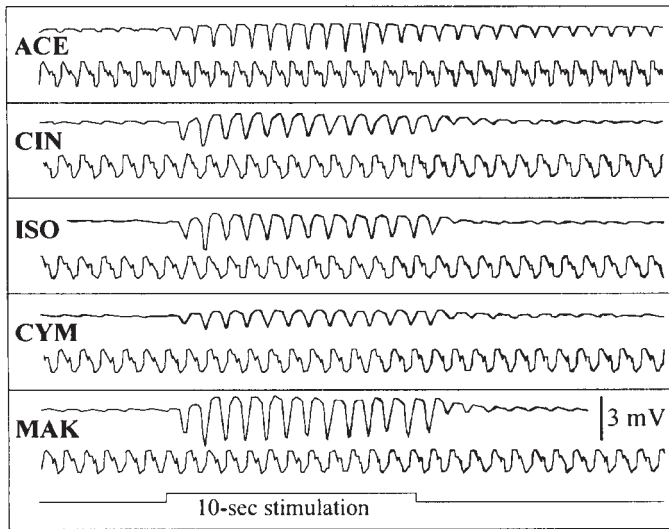 ACE
CIN
ISO
CYM
MAK
3 mV
10-sec stimulation